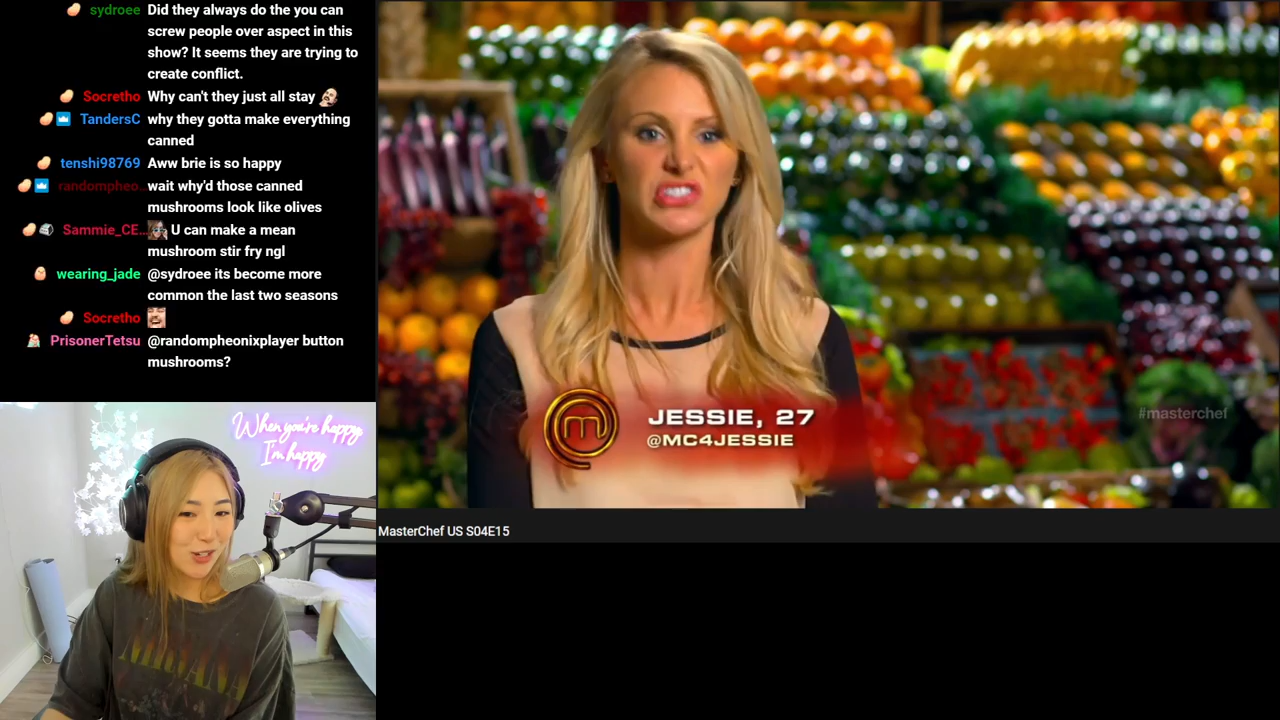 sydroee Did they always do the you can
screw people over aspect in this
show? It seems they are trying to
create conflict.
Socretho Why can't they just all stay
TandersC why they gotta make everything
canned
tenshi98769 Aww brie is so happy
randompheo… wait why'd those canned
mushrooms look like olives
Sammie_CE… U can make a mean
mushroom stir fry ngl
wearing_jade @sydroee its become more
common the last two seasons
Socretho
PrisonerTetsu @randompheonixplayer button
mushrooms?
When you're happy,
I'm happy
NIRVANA
JESSIE, 27
@MC4JESSIE
#masterchef
MasterChef US S04E15